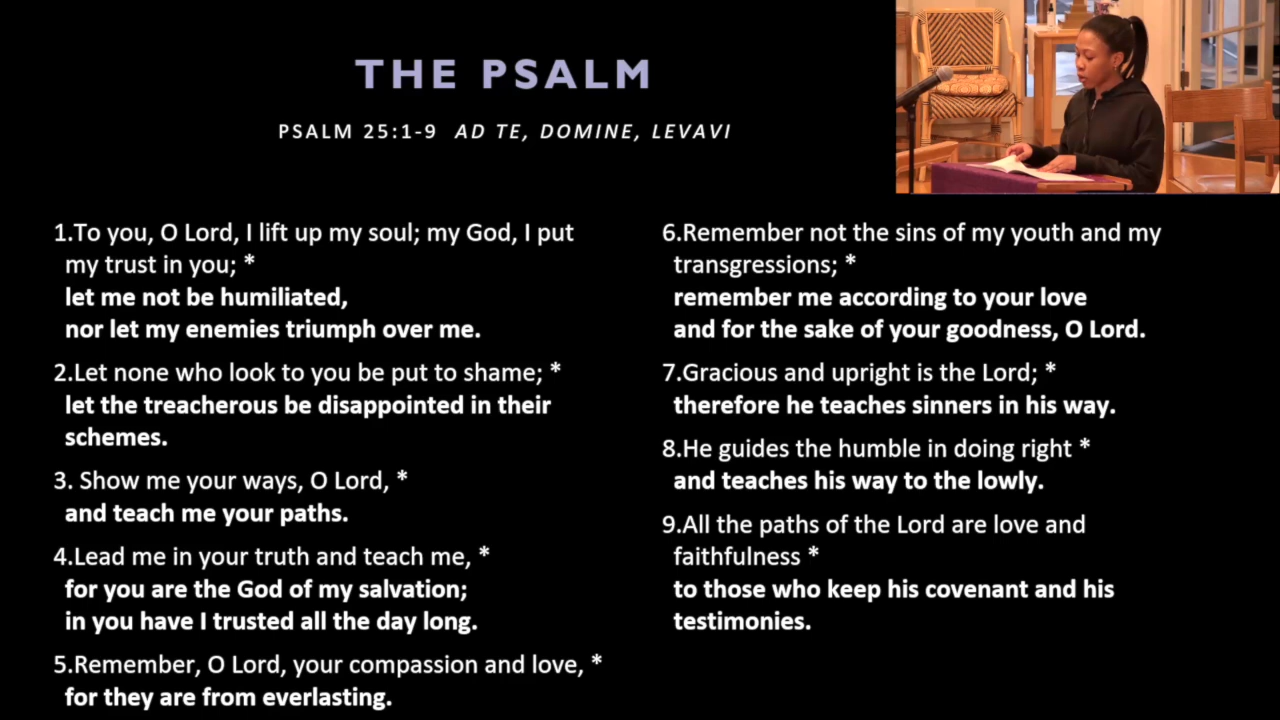 THE PSALM
PSALM 25:1-9 AD TE, DOMINE, LEVAVI
1.To you, O Lord, I lift up my soul; my God, I put
my trust in you; *
let me not be humiliated,
nor let my enemies triumph over me.
2.Let none who look to you be put to shame; *
let the treacherous be disappointed in their
schemes.
3. Show me your ways, O Lord, *
and teach me your paths.
4.Lead me in your truth and teach me, *
for you are the God of my salvation;
in you have I trusted all the day long.
5.Remember, O Lord, your compassion and love, *
for they are from everlasting.
6.Remember not the sins of my youth and my
transgressions; *
remember me according to your love
and for the sake of your goodness, O Lord.
7.Gracious and upright is the Lord; *
therefore he teaches sinners in his way.
8.He guides the humble in doing right *
and teaches his way to the lowly.
9.All the paths of the Lord are love and
faithfulness *
to those who keep his covenant and his
testimonies.